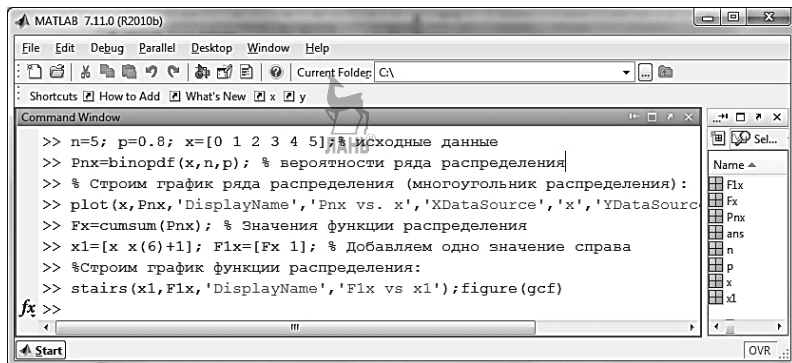 MATLAB 7.11.0 (R2010b)
File Edit Debug Parallel Desktop Window Help
Current Folder: C:\
Shortcuts How to Add What's New x y
Command Window
>> n=5; p=0.8; x=[0 1 2 3 4 5];% исходные данные
ЛАНЬ
>> Pnx=binopdf(x,n,p); % вероятности ряда распределения
>> % Строим график ряда распределения (многоугольник распределения):
>> plot(x,Pnx,'DisplayName','Pnx vs. x','XDataSource','x','YDataSourc
>> Fx=cumsum(Pnx); % Значения функции распределения
>> x1=[x x(6)+1]; F1x=[Fx 1]; % Добавляем одно значение справа
>> %Строим график функции распределения:
>> stairs(x1,F1x,'DisplayName','F1x vs x1');figure(gcf)
fx >>
Sel...
Name
F1x
Fx
Pnx
ans
n
p
x
x1
Start
OVR